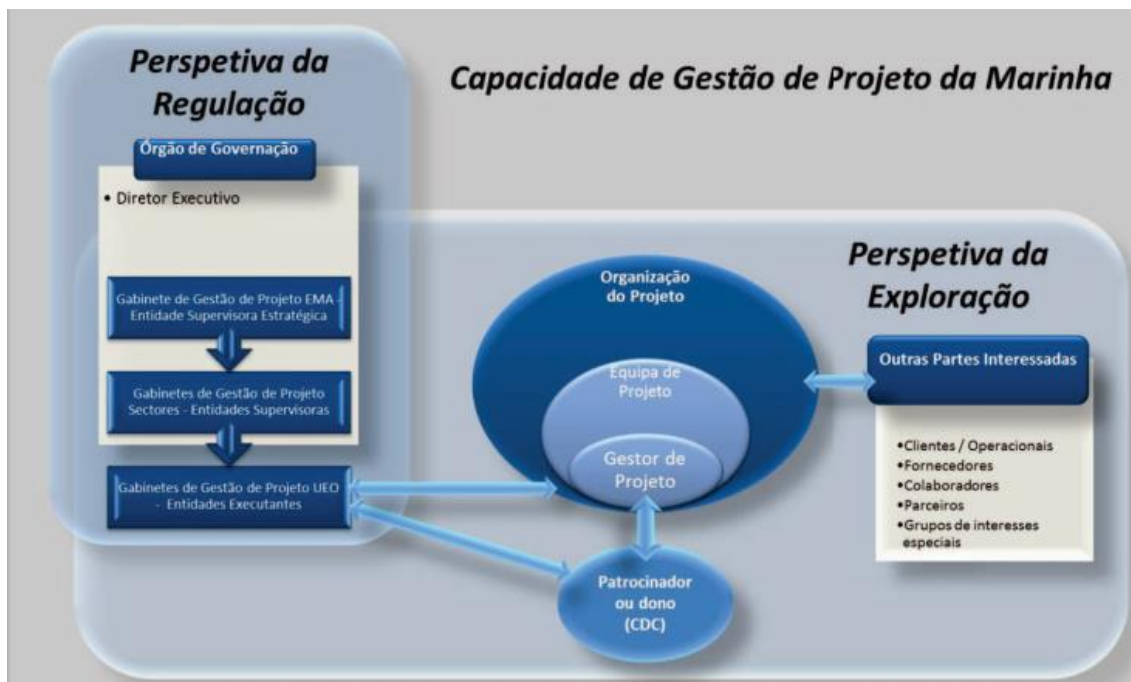 Perspetiva da
Regulação
Capacidade de Gestão de Projeto da Marinha
Órgão de Governação
• Diretor Executivo
Gabinete de Gestão de Projeto EMA -
Entidade Supervisora Estratégica
Gabinetes de Gestão de Projeto
Sectores - Entidades Supervisoras
Gabinetes de Gestão de Projeto UEO
- Entidades Executantes
Organização
do Projeto
Equipa de
Projeto
Gestor de
Projeto
Patrocinador
ou dono
(CDC)
Perspetiva da
Exploração
Outras Partes Interessadas
•Clientes / Operacionais
•Fornecedores
•Colaboradores
•Parceiros
•Grupos de interesses
especiais